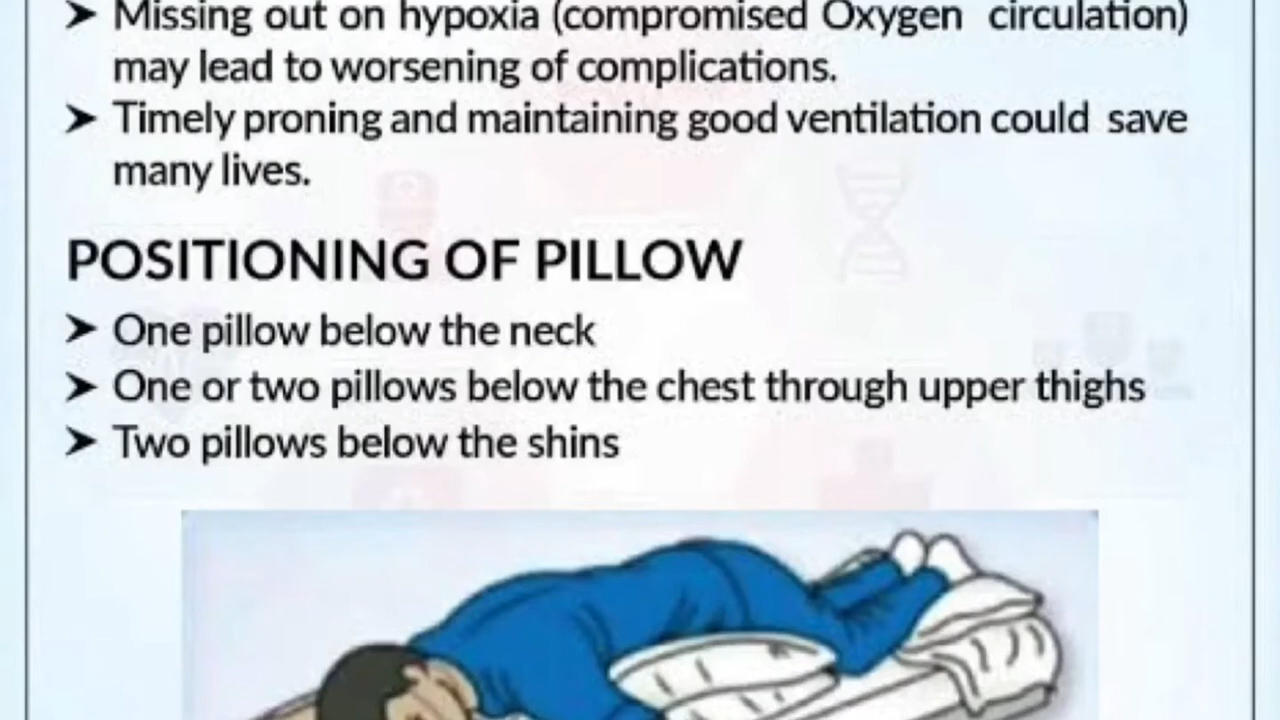 ➤ Missing out on hypoxia (compromised Oxygen circulation)
may lead to worsening of complications.
➤ Timely proning and maintaining good ventilation could save
many lives.
POSITIONING OF PILLOW
➤ One pillow below the neck
➤ One or two pillows below the chest through upper thighs
➤ Two pillows below the shins